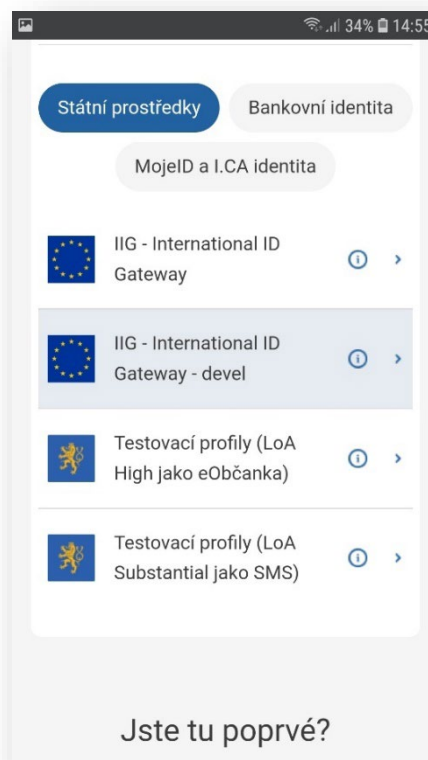 34% 14:55
Státní prostředky
Bankovní identita
MojeID a I.CA identita
IIG - International ID
Gateway
IIG - International ID
Gateway - devel
Testovací profily (LoA
High jako eObčanka)
Testovací profily (LoA
Substantial jako SMS)
Jste tu poprvé?